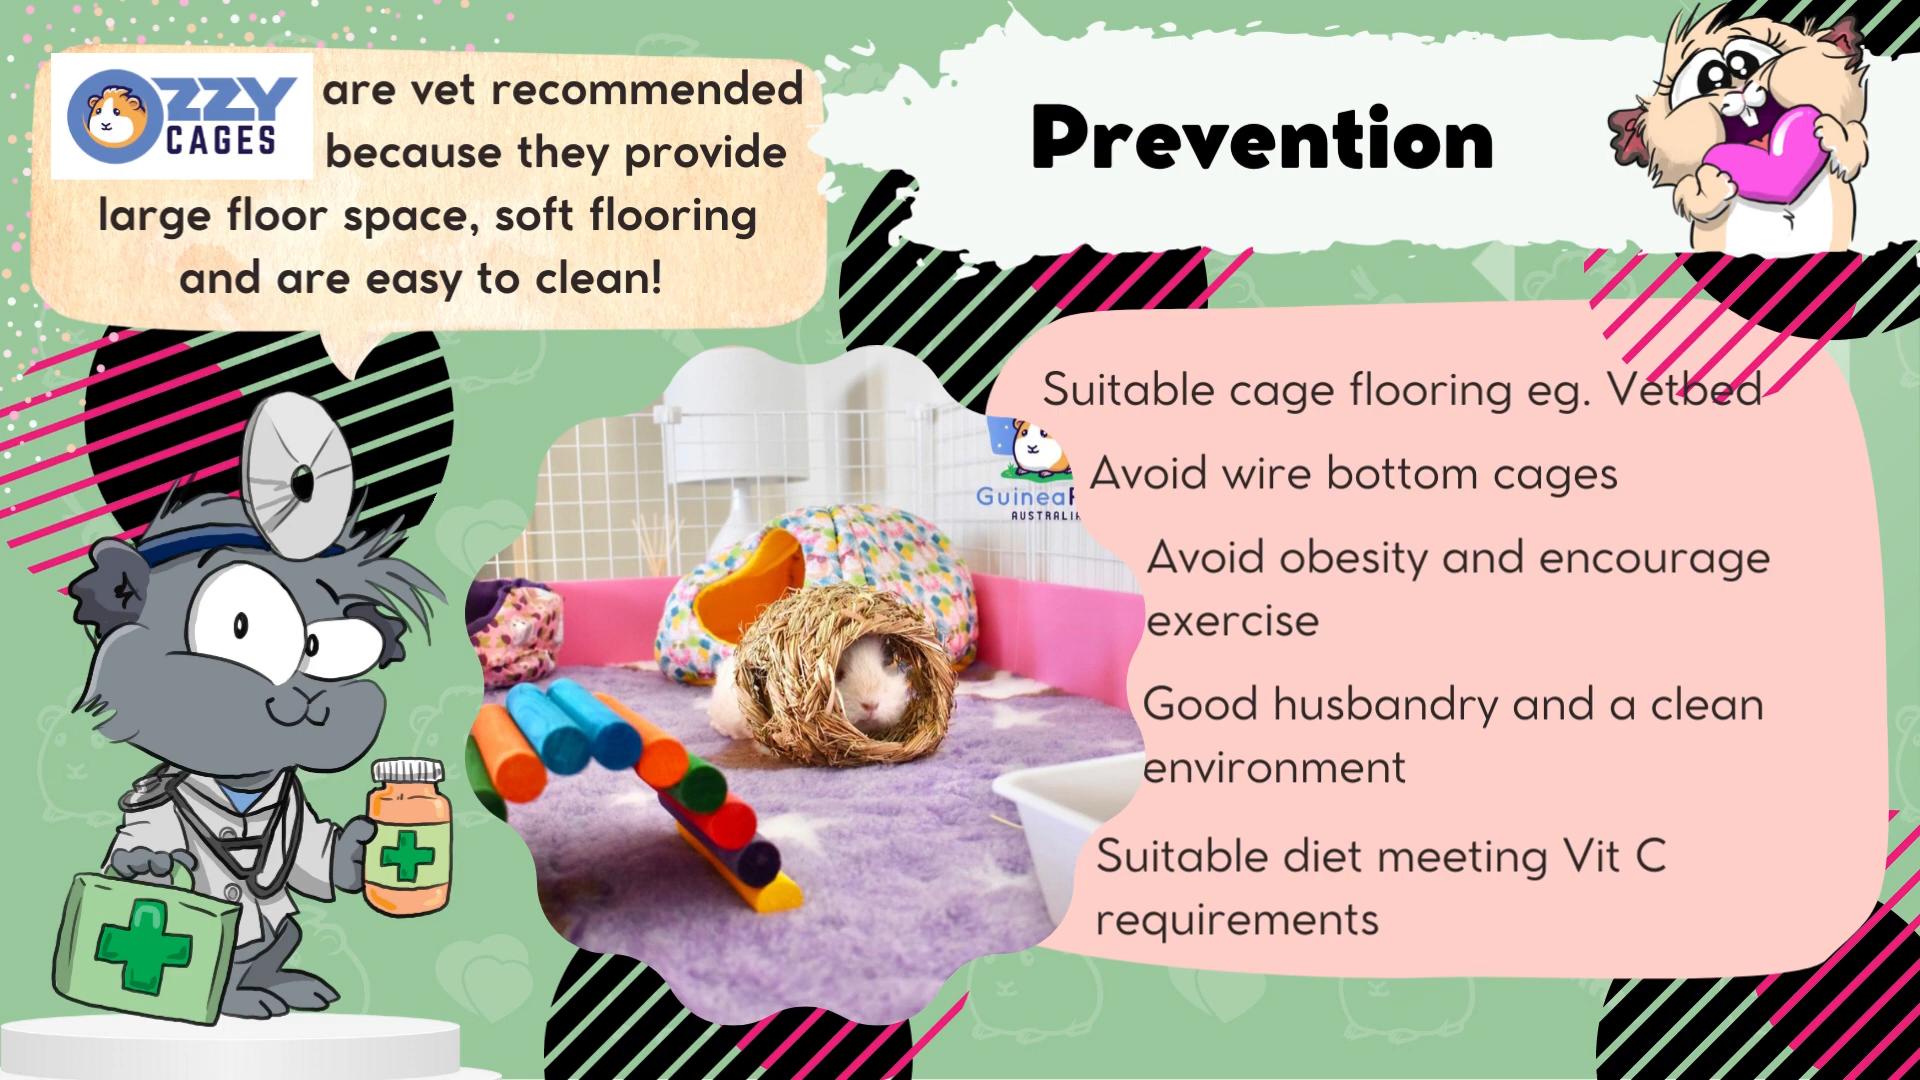 OZZY
CAGES
are vet recommended
because they provide
large floor space, soft flooring
and are easy to clean!
Prevention
Suitable cage flooring eg. Vetbed
Avoid wire bottom cages
Avoid obesity and encourage
exercise
Good husbandry and a clean
environment
Suitable diet meeting Vit C
requirements
Guinea
AUSTRALIA